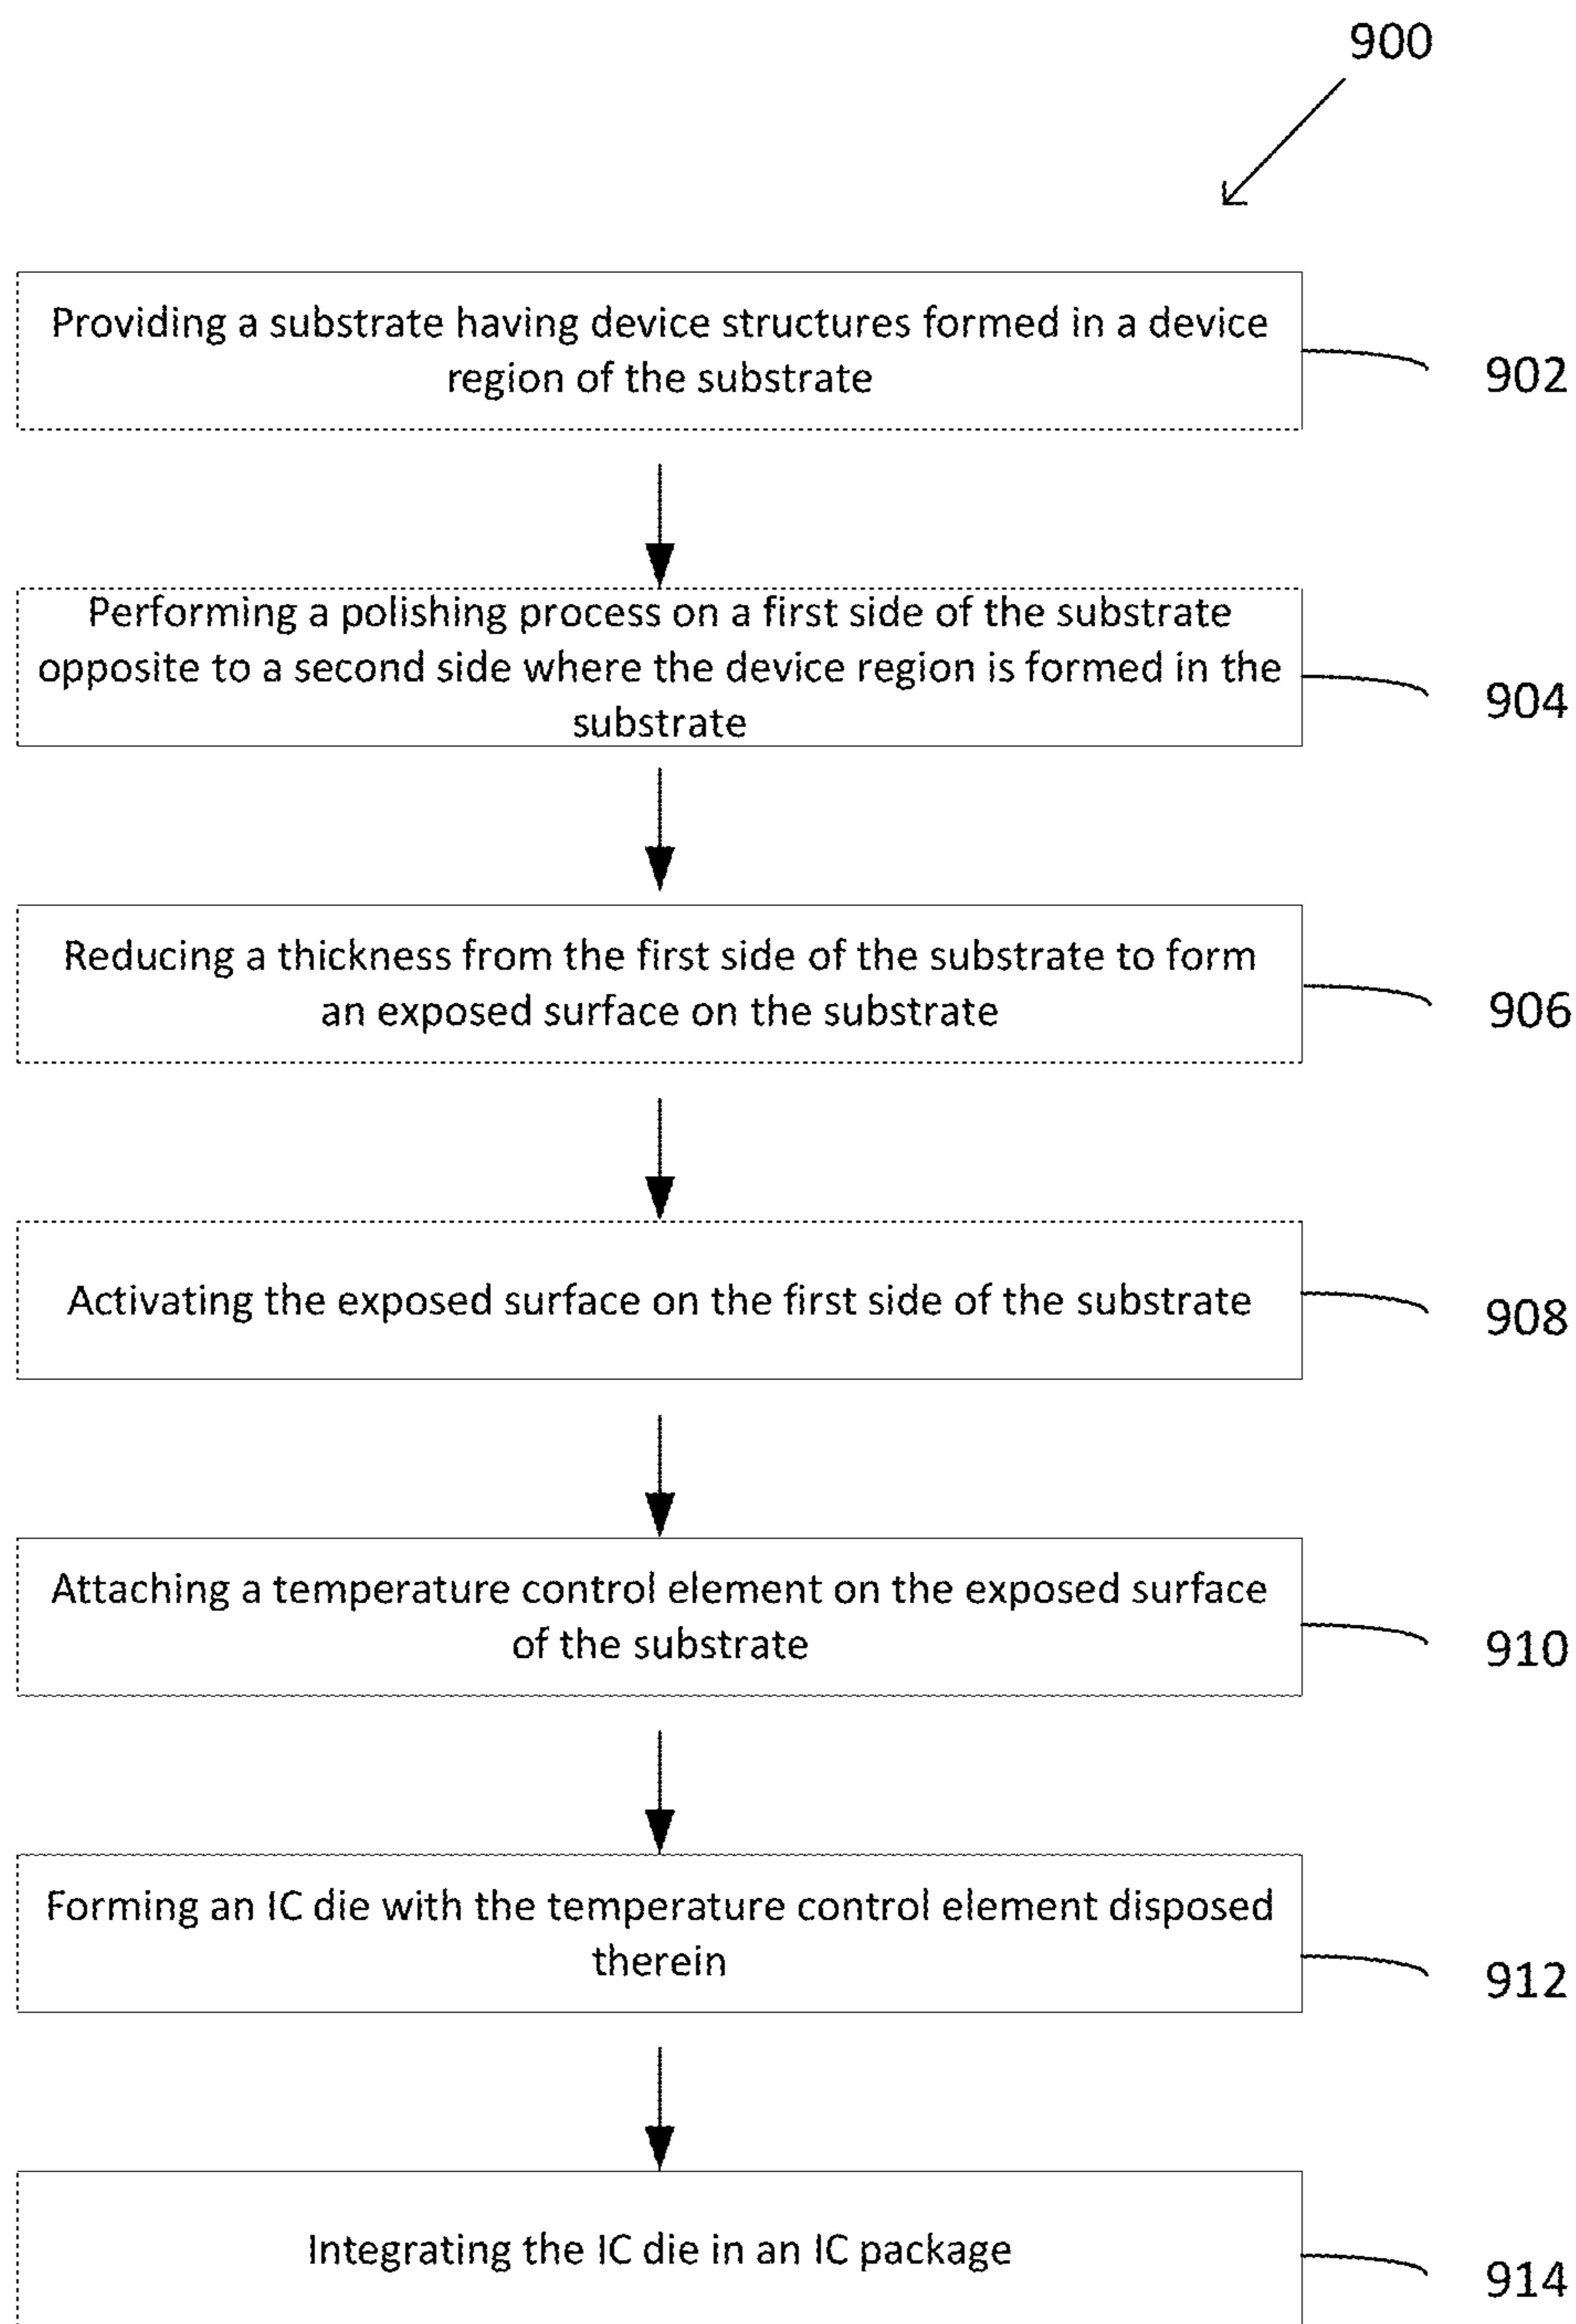 900
Providing a substrate having device structures formed in a device
region of the substrate
902
Performing a polishing process on a first side of the substrate
opposite to a second side where the device region is formed in the
substrate
904
Reducing a thickness from the first side of the substrate to form
an exposed surface on the substrate
906
Activating the exposed surface on the first side of the substrate
908
Attaching a temperature control element on the exposed surface
of the substrate
910
Forming an IC die with the temperature control element disposed
therein
912
Integrating the IC die in an IC package
914